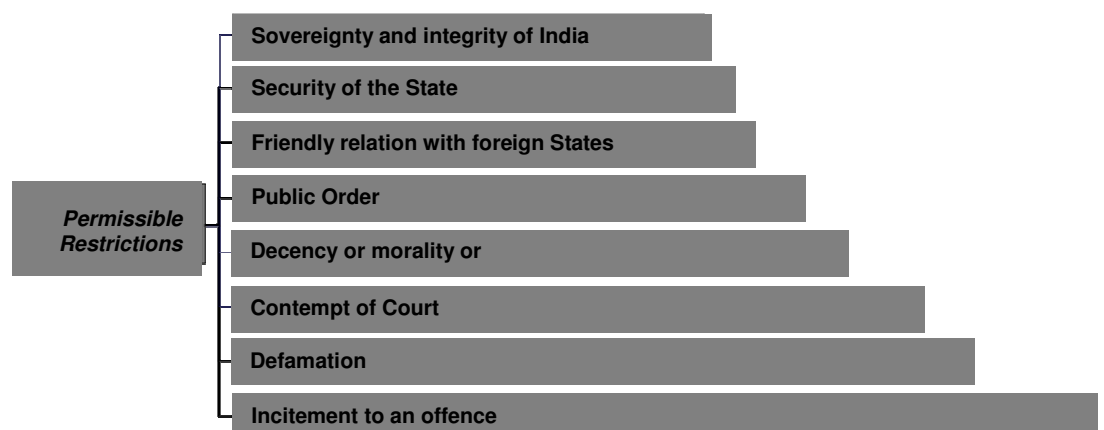 Sovereignty and integrity of India
Security of the State
Friendly relation with foreign States
Public Order
Permissible
Restrictions
Decency or morality or
Contempt of Court
Defamation
Incitement to an offence